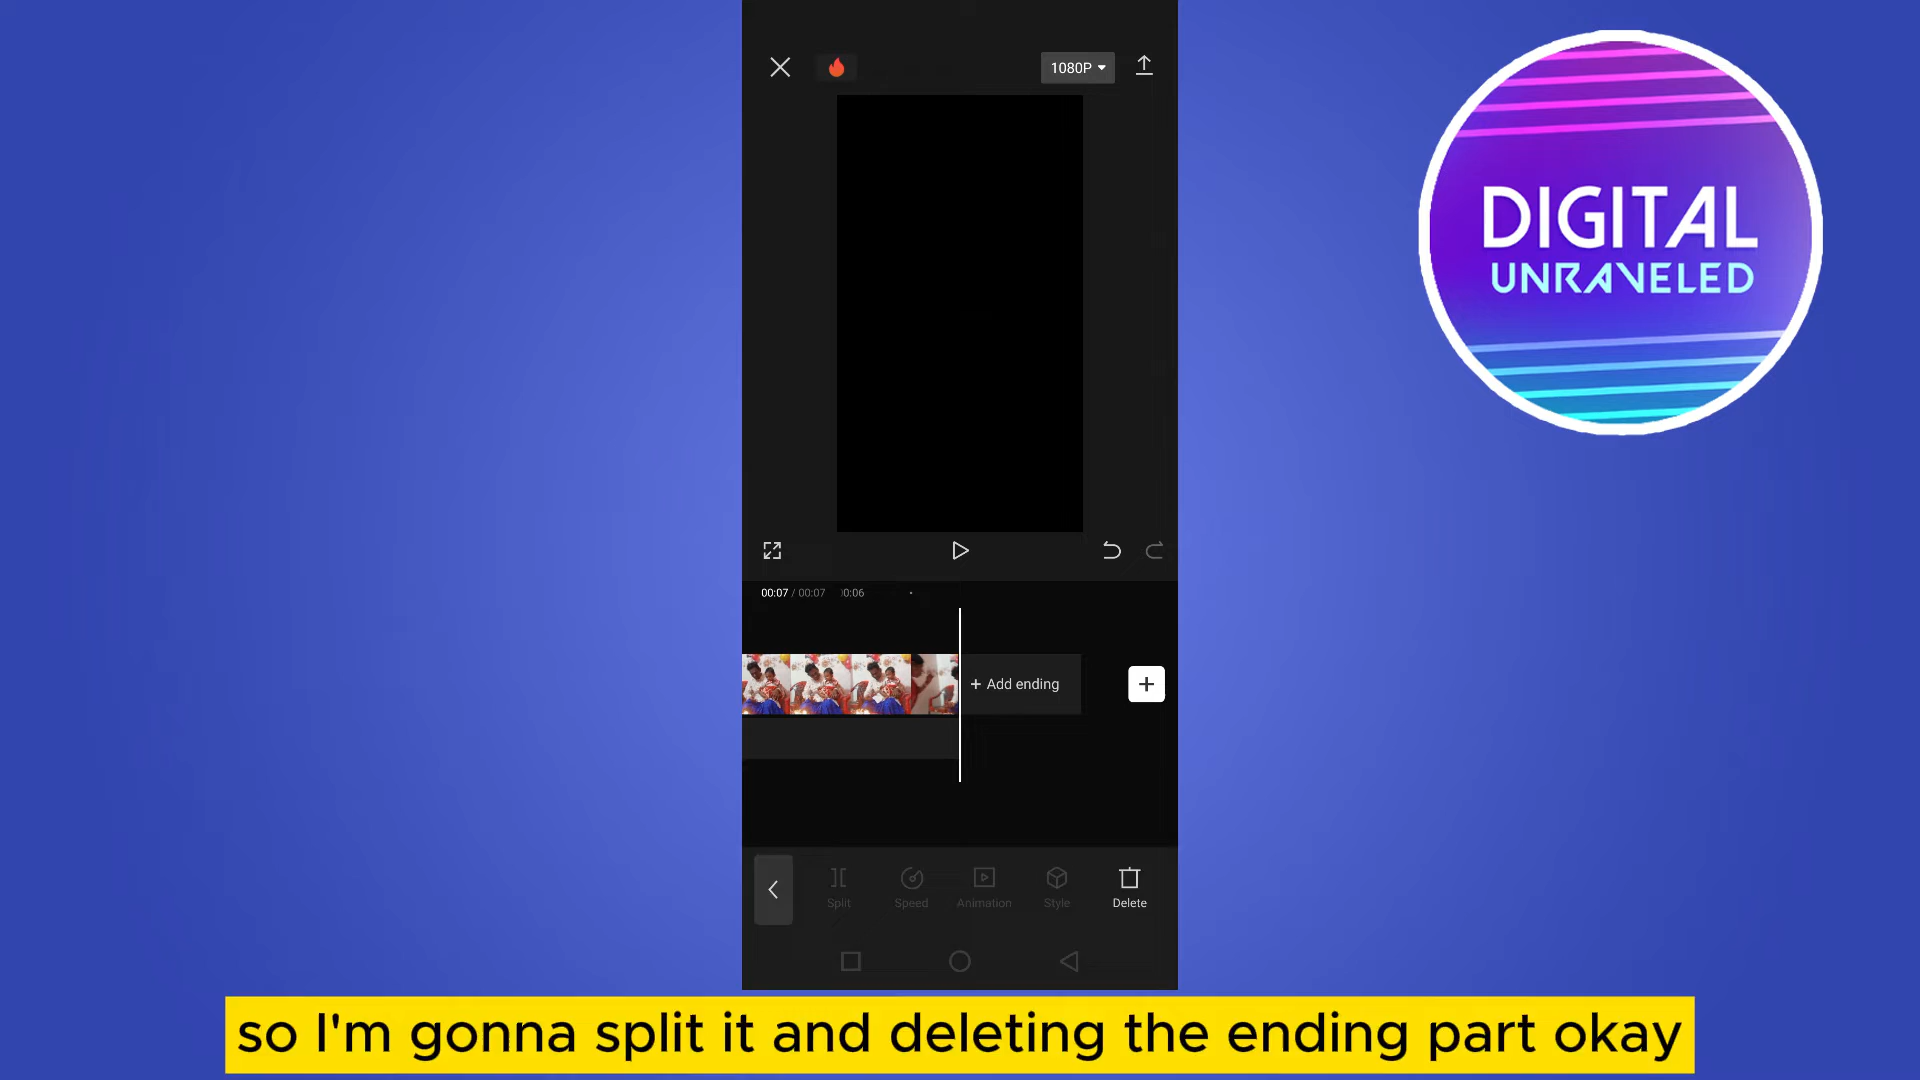 1080P
DIGITAL
UNRAVELED
00:07 / 00:07
0:06
+ Add ending
Split
Speed
Animation
Style
Delete
so I'm gonna split it and deleting the ending part okay